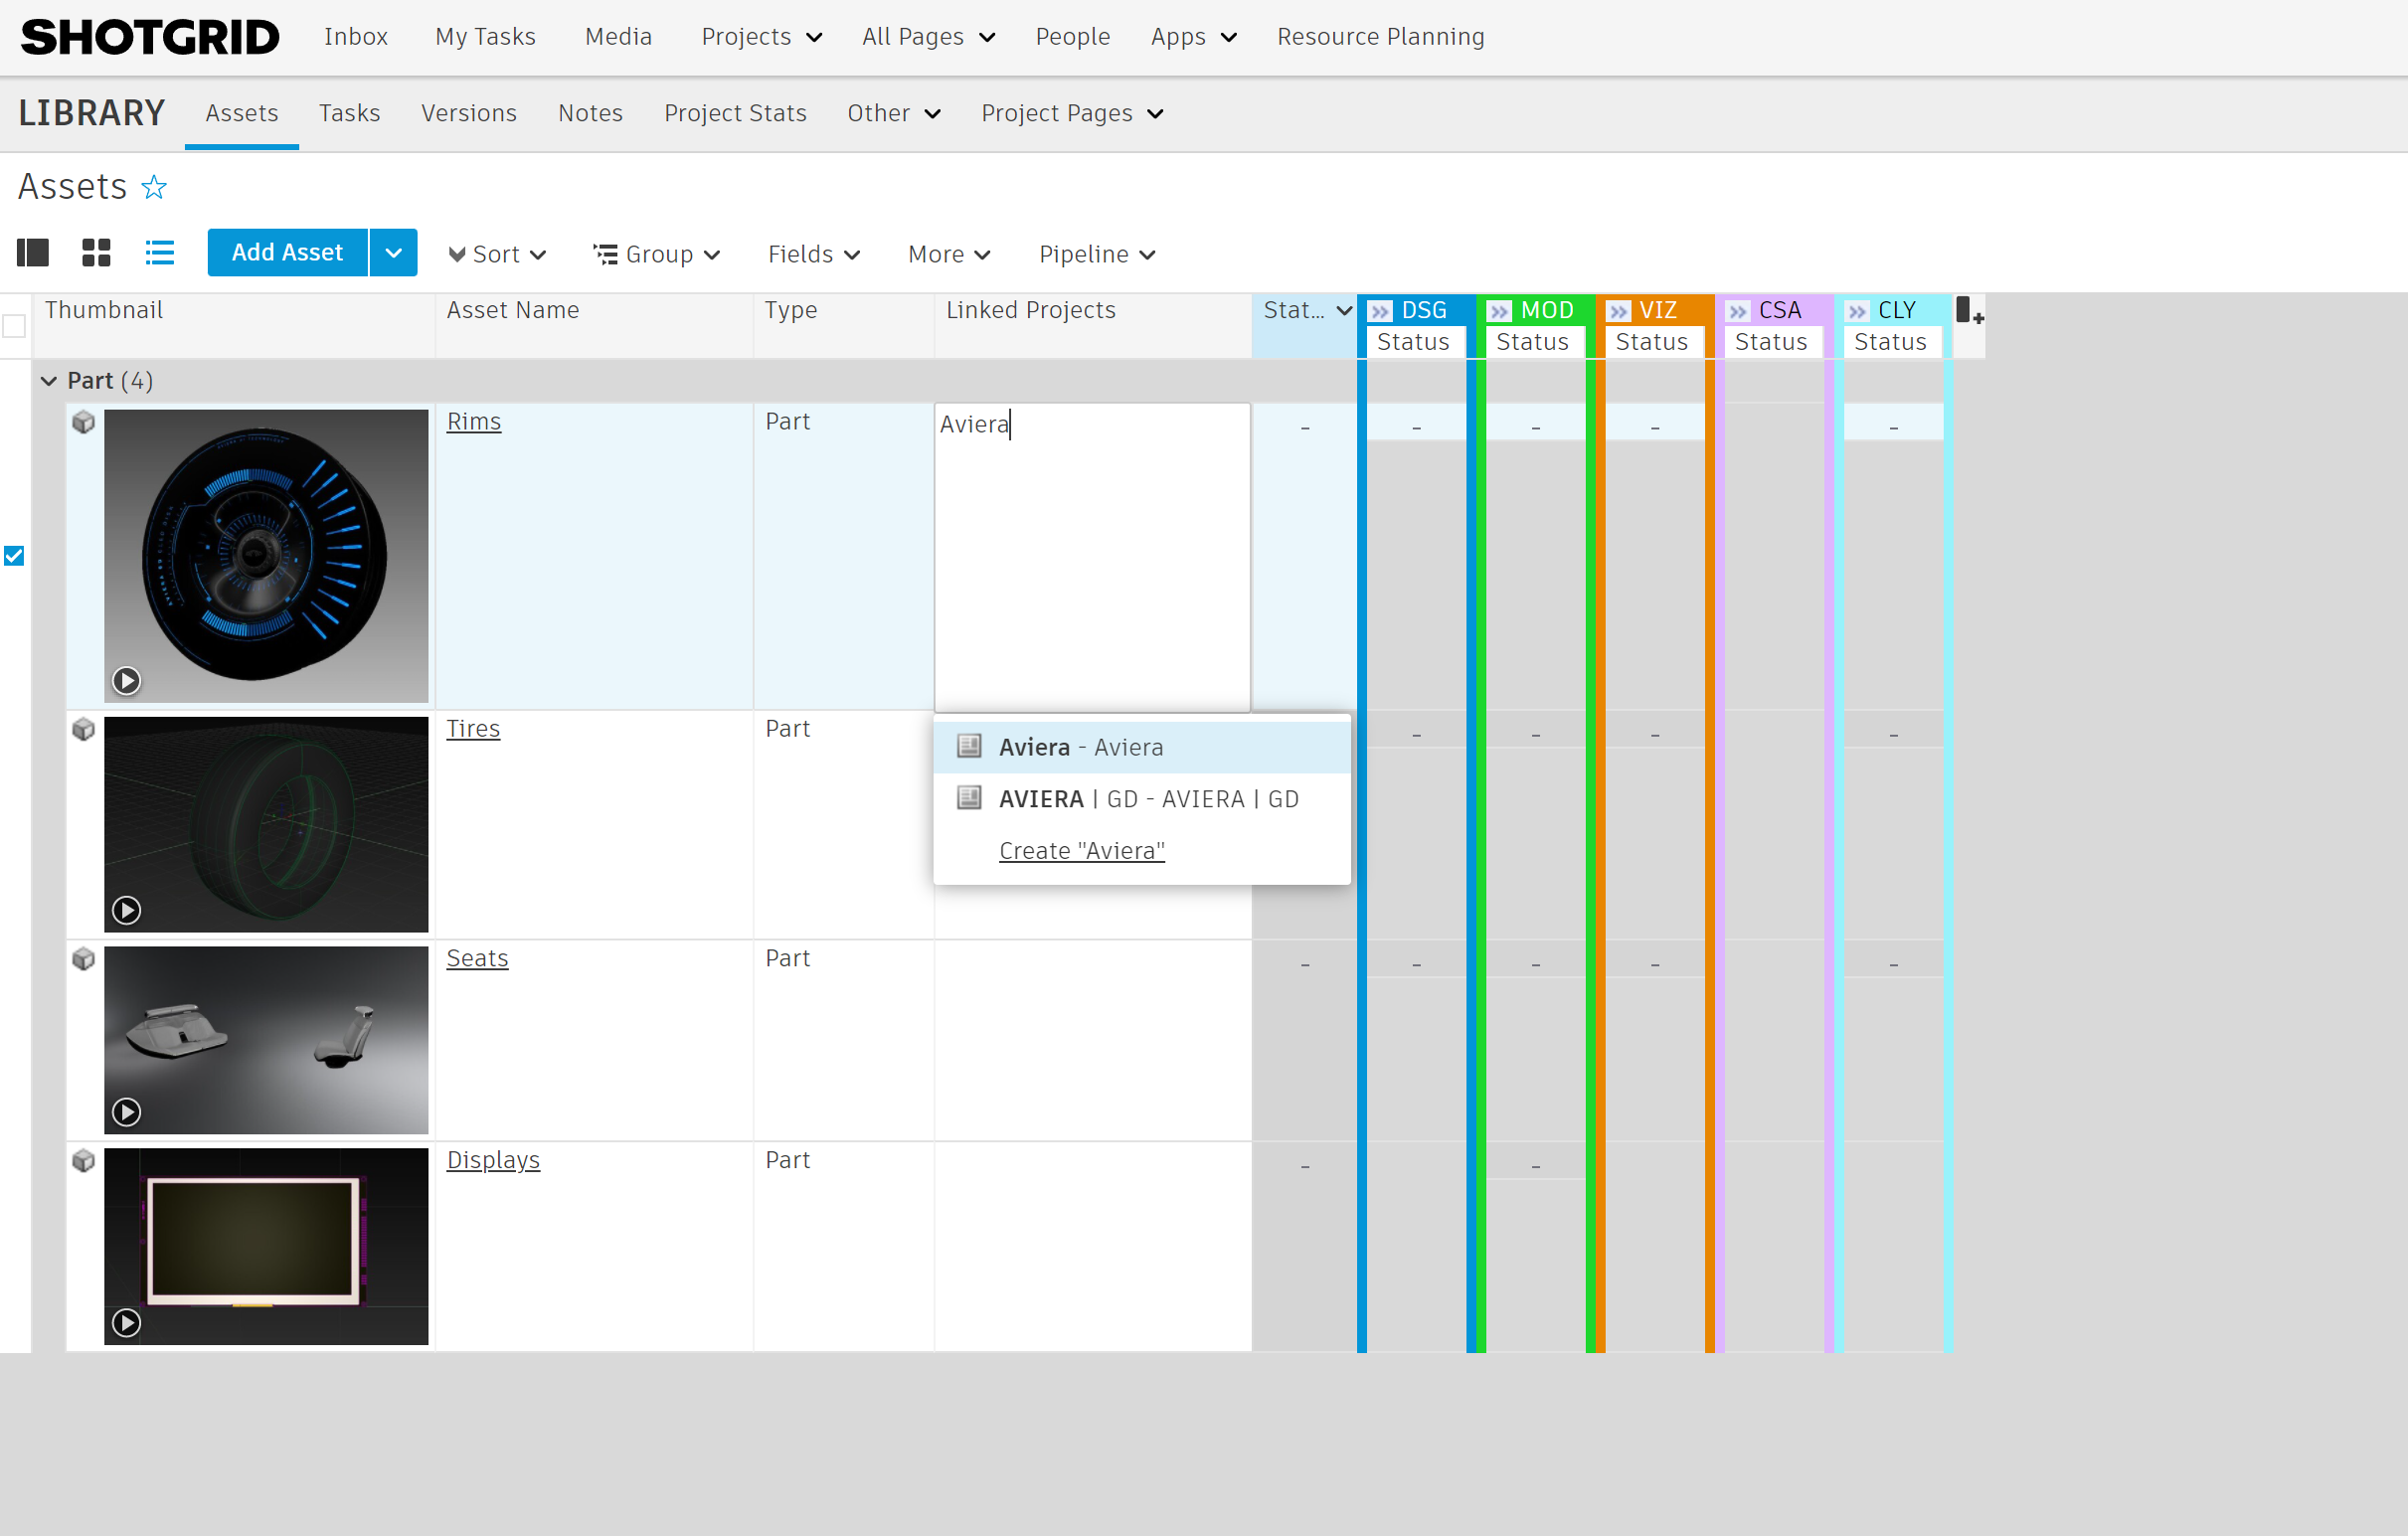 SHOTGRID Inbox My Tasks Media Projects All Pages People Apps Resource Planning
LIBRARY Assets Tasks Versions Notes Project Stats Other Project Pages
Assets
Add Asset Sort Group Fields More Pipeline
Thumbnail Asset Name Type Linked Projects Stat... DSG MOD VIZ CSA CLY
Status Status Status Status Status
Part (4)
Rims Part Aviera - - - - -
Tires Part - - - -
Aviera - Aviera
AVIERA | GD - AVIERA | GD
Create "Aviera"
Seats Part - - - - -
Displays Part - -